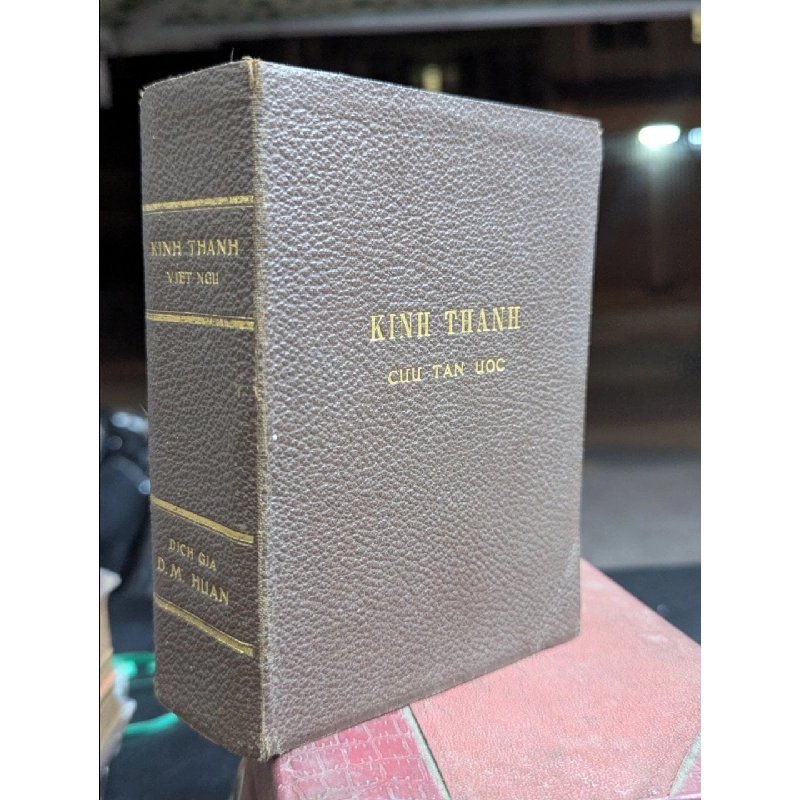 KINH THANH
VIET NGU
DICH GIA
D.M. HUAN
KINH THANH
CUU TAN UOC